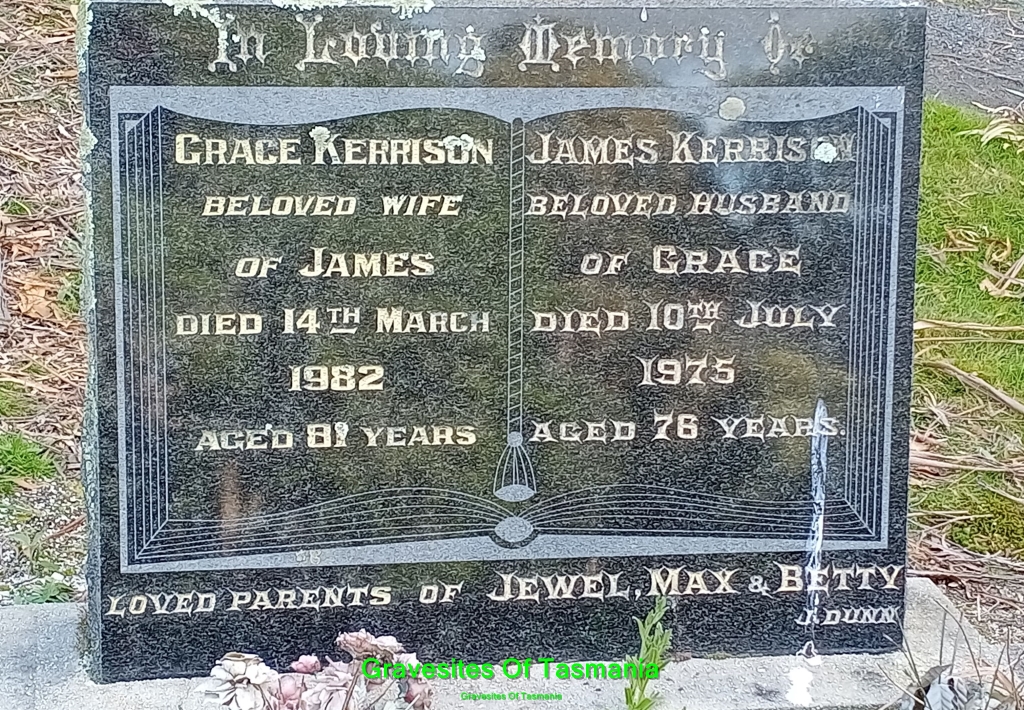 In Loving Memory Of
GRACE KERRISON
BELOVED WIFE
OF JAMES
DIED 14TH MARCH
1982
AGED 81 YEARS
JAMES KERRISON
BELOVED HUSBAND
OF GRACE
DIED 10TH JULY
1975
AGED 76 YEARS.
LOVED PARENTS OF JEWEL, MAX & BETTY
J. DUNN
Gravesites Of Tasmania
Gravesites Of Tasmania